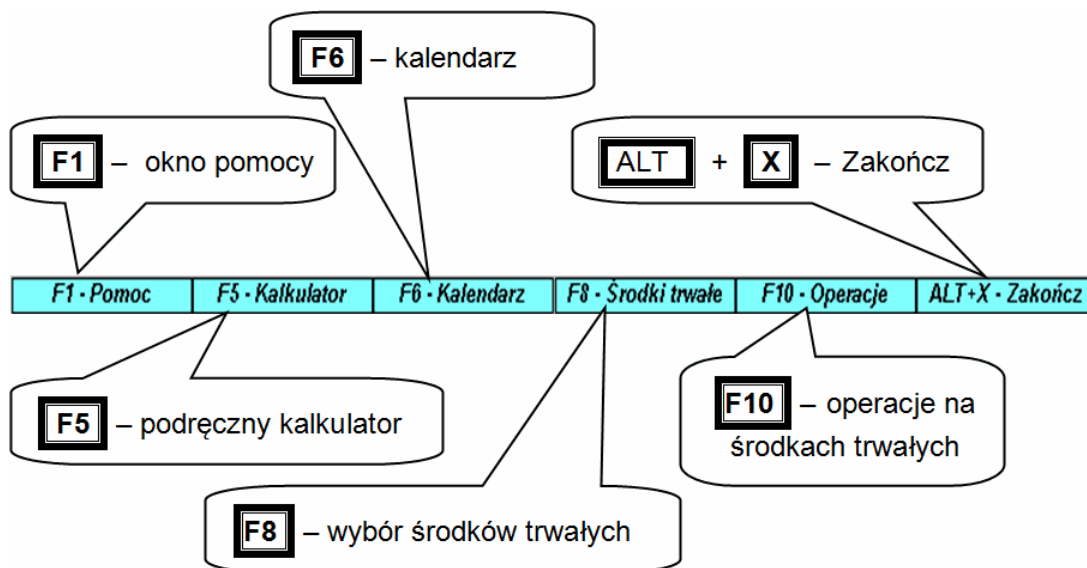 F6 – kalendarz
F1 – okno pomocy
ALT + X – Zakończ
F1 - Pomoc F5 - Kalkulator F6 - Kalendarz F8 - Środki trwałe F10 - Operacje ALT+X - Zakończ
F5 – podręczny kalkulator
F10 – operacje na
środkach trwałych
F8 – wybór środków trwałych